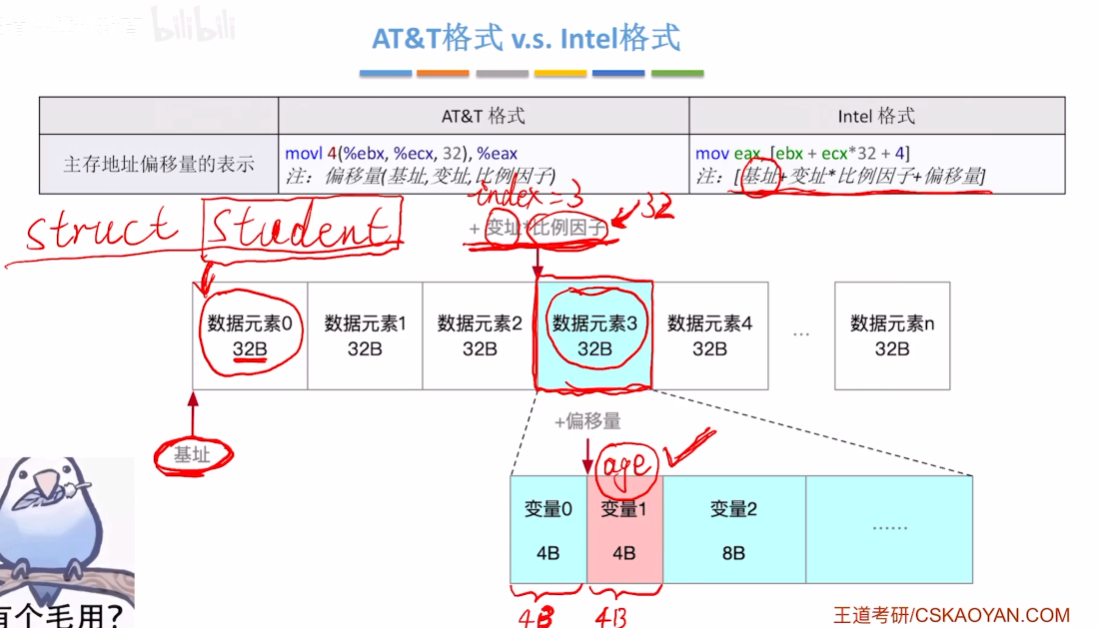 bilibili
AT&T格式 v.s. Intel格式
AT&T 格式
Intel 格式
主存地址偏移量的表示
movl 4(%ebx, %ecx, 32), %eax
注：偏移量(基址,变址,比例因子)
mov eax, [ebx + ecx*32 + 4]
注：[基址+变址*比例因子+偏移量]
index=3
struct Student
+ 变址*比例因子
32
数据元素0
32B
数据元素1
32B
数据元素2
32B
数据元素3
32B
数据元素4
32B
...
数据元素n
32B
基址
+偏移量
age
变量0
4B
变量1
4B
变量2
8B
......
4B
4B
有个毛用？
王道考研/CSKAOYAN.COM